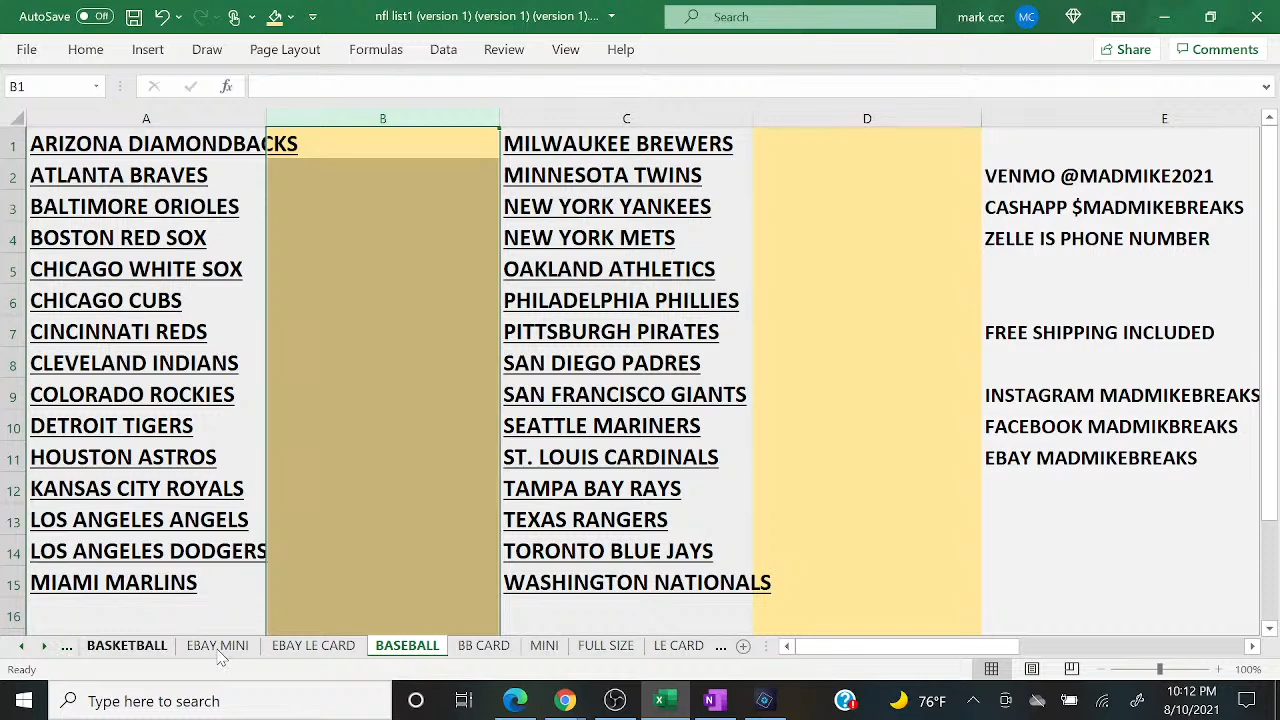 AutoSave Off nfl list1 (version 1) (version 1) (version 1).... Search mark ccc MC
File Home Insert Draw Page Layout Formulas Data Review View Help Share Comments
B1 fx
A B C D E
1 ARIZONA DIAMONDBACKS MILWAUKEE BREWERS
2 ATLANTA BRAVES MINNESOTA TWINS VENMO @MADMIKE2021
3 BALTIMORE ORIOLES NEW YORK YANKEES CASHAPP $MADMIKEBREAKS
4 BOSTON RED SOX NEW YORK METS ZELLE IS PHONE NUMBER
5 CHICAGO WHITE SOX OAKLAND ATHLETICS
6 CHICAGO CUBS PHILADELPHIA PHILLIES
7 CINCINNATI REDS PITTSBURGH PIRATES FREE SHIPPING INCLUDED
8 CLEVELAND INDIANS SAN DIEGO PADRES
9 COLORADO ROCKIES SAN FRANCISCO GIANTS INSTAGRAM MADMIKEBREAKS
10 DETROIT TIGERS SEATTLE MARINERS FACEBOOK MADMIKBREAKS
11 HOUSTON ASTROS ST. LOUIS CARDINALS EBAY MADMIKEBREAKS
12 KANSAS CITY ROYALS TAMPA BAY RAYS
13 LOS ANGELES ANGELS TEXAS RANGERS
14 LOS ANGELES DODGERS TORONTO BLUE JAYS
15 MIAMI MARLINS WASHINGTON NATIONALS
16
... BASKETBALL EBAY MINI EBAY LE CARD BASEBALL BB CARD MINI FULL SIZE LE CARD ...
Ready 100%
Type here to search 76°F 10:12 PM
8/10/2021